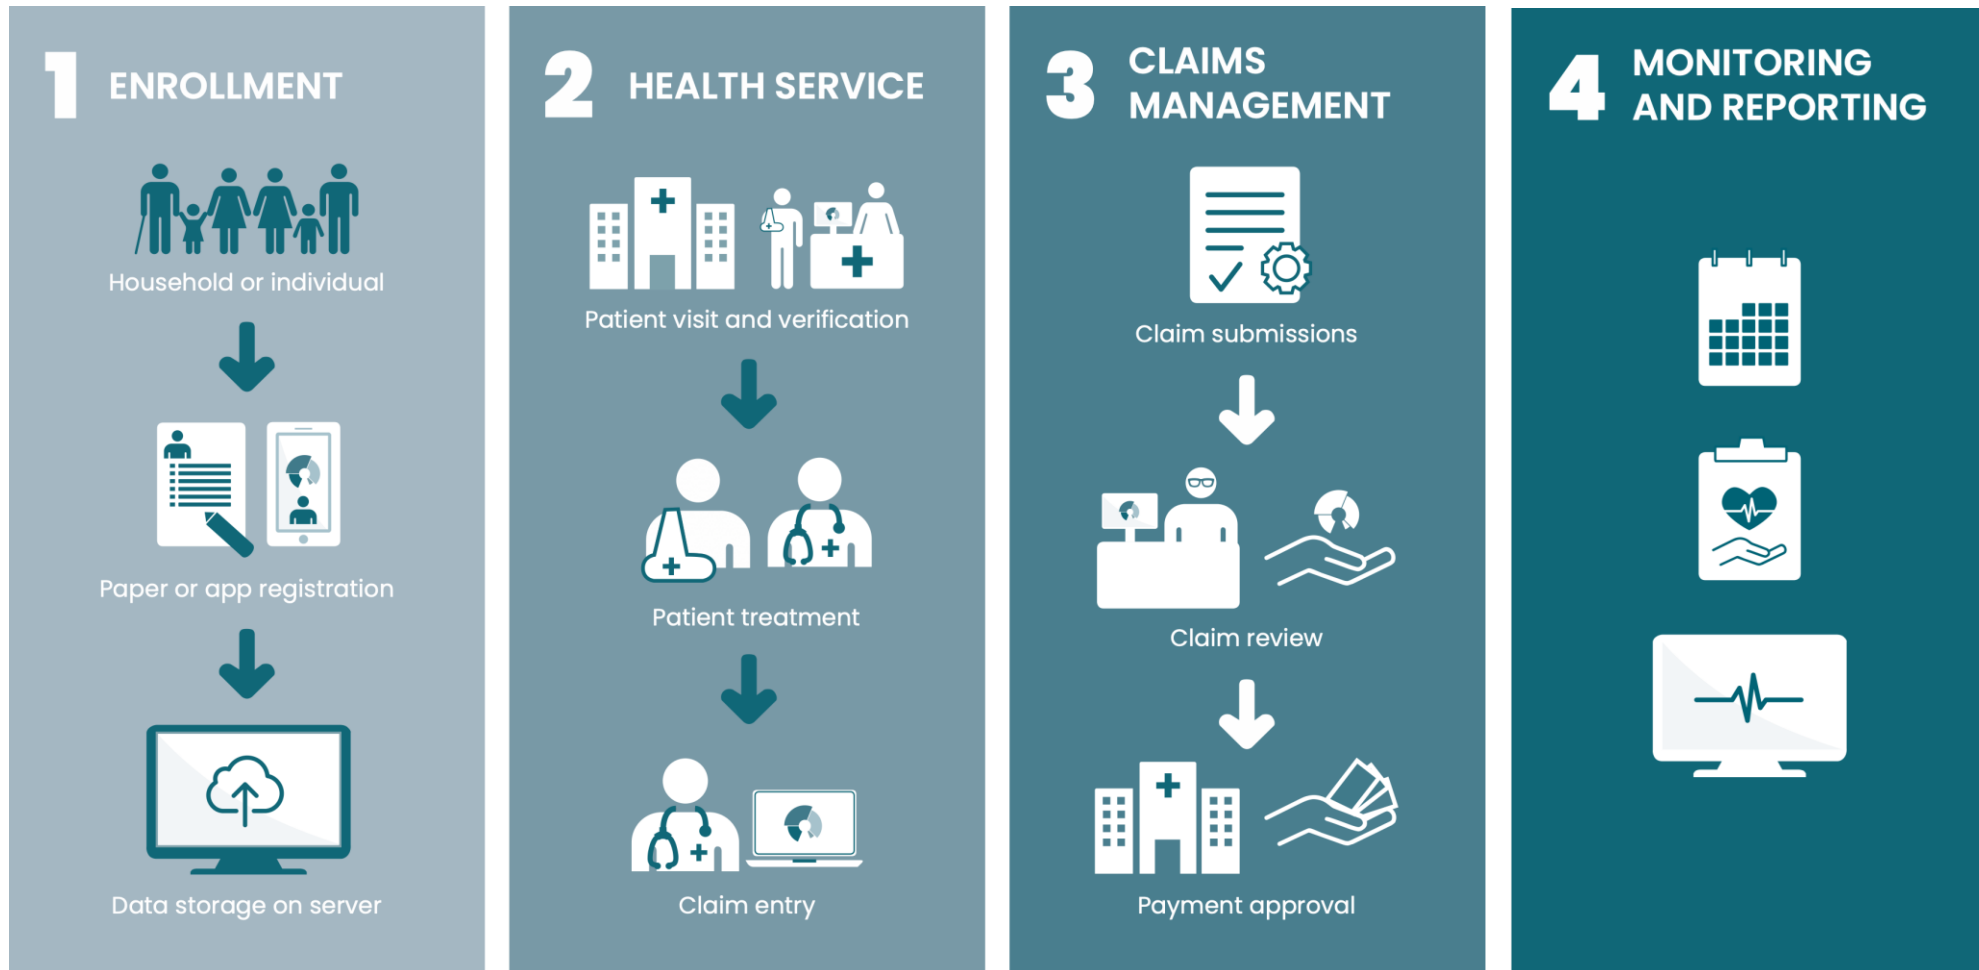 1 ENROLLMENT
Household or individual
Paper or app registration
Data storage on server
2 HEALTH SERVICE
Patient visit and verification
Patient treatment
Claim entry
3 CLAIMS
MANAGEMENT
Claim submissions
Claim review
Payment approval
4 MONITORING
AND REPORTING